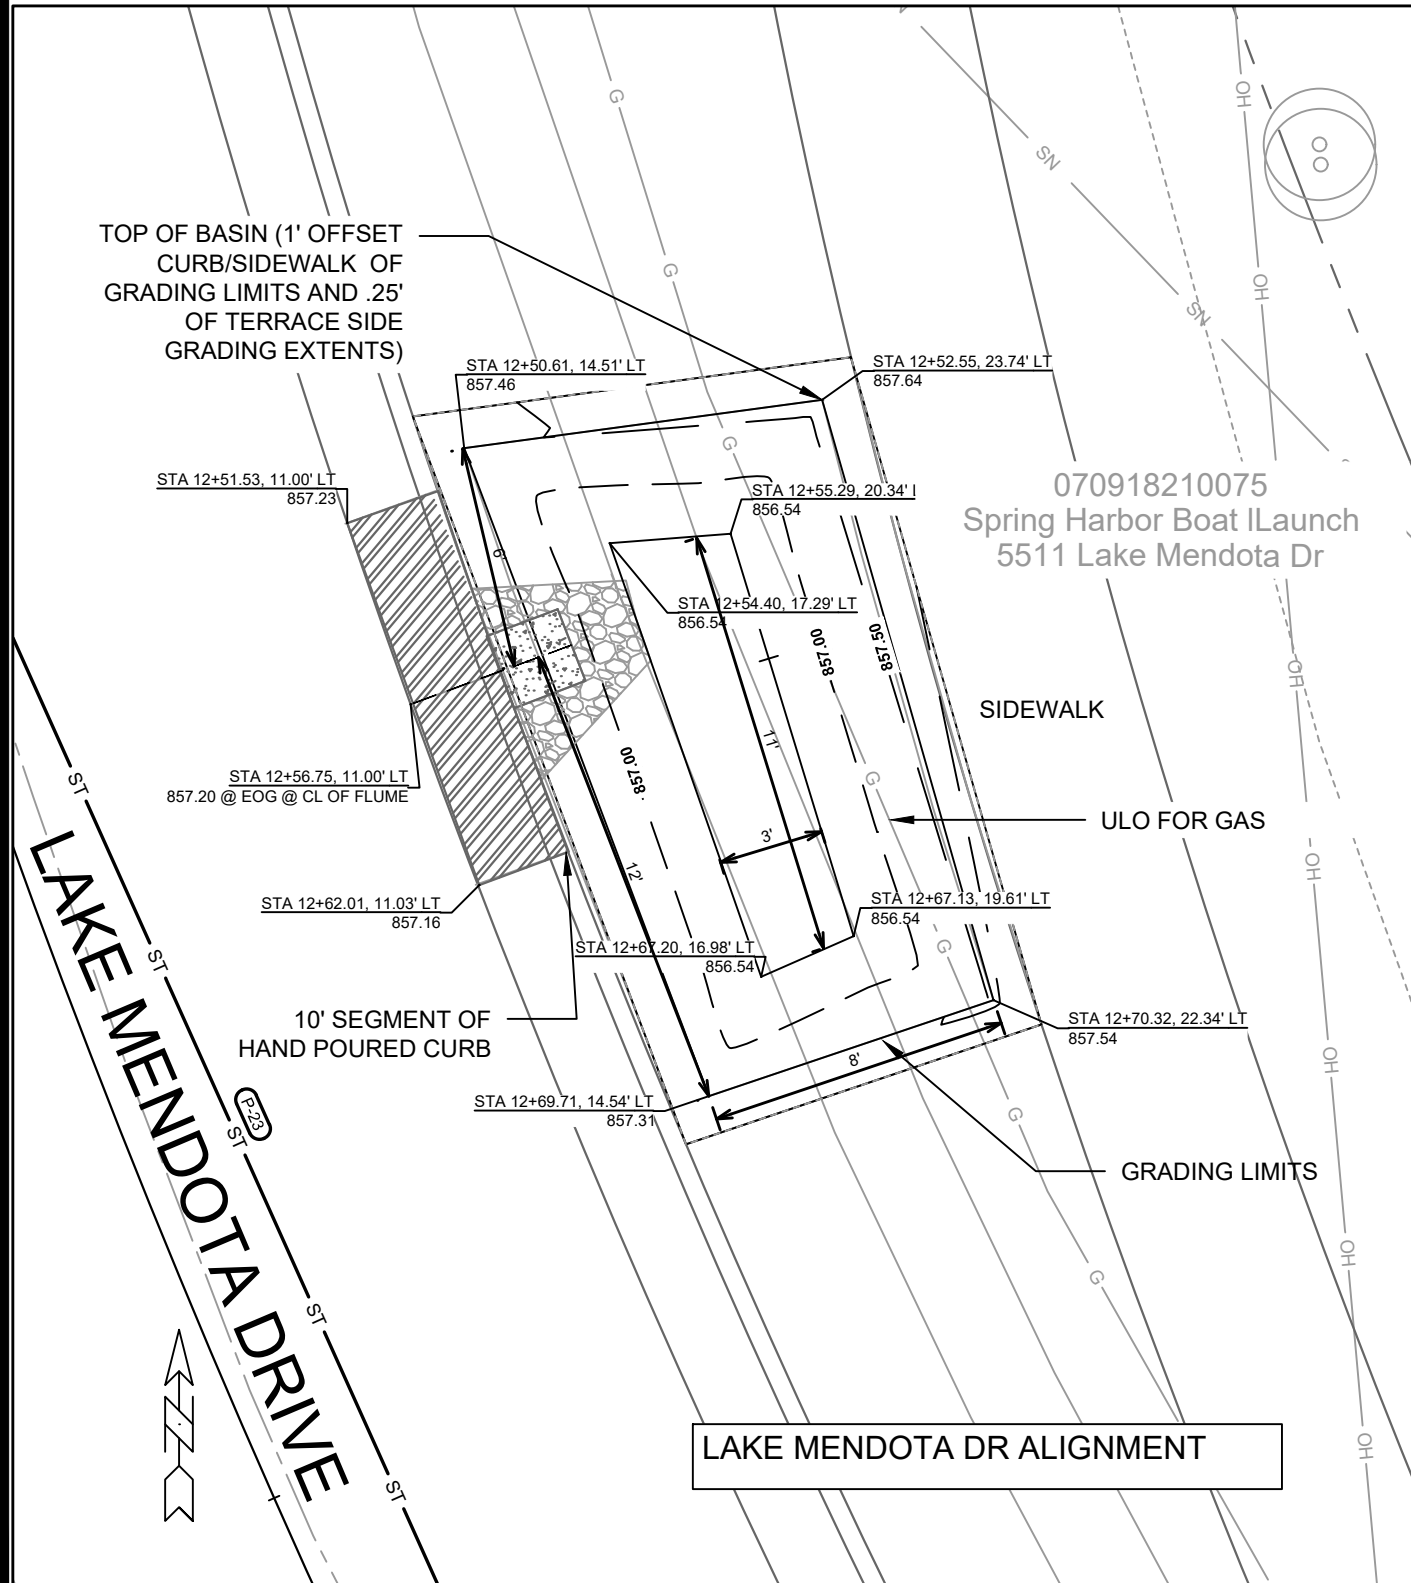 TOP OF BASIN (1' OFFSET
CURB/SIDEWALK OF
GRADING LIMITS AND .25'
OF TERRACE SIDE
GRADING EXTENTS)
STA 12+50.61, 14.51' LT
857.46
STA 12+52.55, 23.74' LT
857.64
STA 12+51.53, 11.00' LT
857.23
STA 12+55.29, 20.34'
856.54
070918210075
Spring Harbor Boat lLaunch
5511 Lake Mendota Dr
STA 12+54.40, 17.29' LT
856.54
6'
857.00
857.50
SIDEWALK
11'
857.00
STA 12+56.75, 11.00' LT
857.20 @ EOG @ CL OF FLUME
ULO FOR GAS
3'
12'
STA 12+62.01, 11.03' LT
857.16
STA 12+67.13, 19.61' LT
856.54
STA 12+67.20, 16.98' LT
856.54
10' SEGMENT OF
HAND POURED CURB
STA 12+70.32, 22.34' LT
857.54
8'
STA 12+69.71, 14.54' LT
857.31
P-23
GRADING LIMITS
LAKE MENDOTA DRIVE
LAKE MENDOTA DR ALIGNMENT
G
G
G
G
G
G
G
NS
NS
OH
OH
OH
OH
OH
OH
OH
ST
ST
ST
ST
ST
N